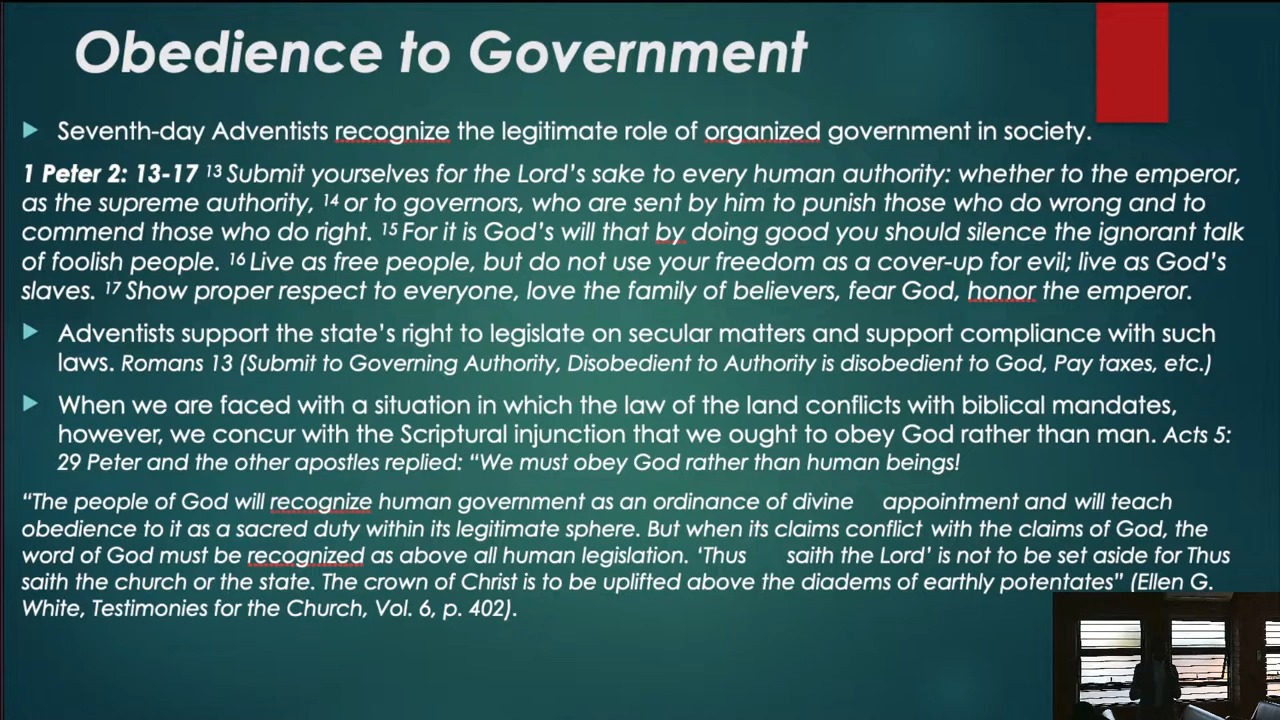 Obedience to Government
Seventh-day Adventists recognize the legitimate role of organized government in society.
1 Peter 2: 13-17 13 Submit yourselves for the Lord's sake to every human authority: whether to the emperor,
as the supreme authority, 14 or to governors, who are sent by him to punish those who do wrong and to
commend those who do right. 15 For it is God's will that by doing good you should silence the ignorant talk
of foolish people. 16 Live as free people, but do not use your freedom as a cover-up for evil; live as God's
slaves. 17 Show proper respect to everyone, love the family of believers, fear God, honor the emperor.
Adventists support the state's right to legislate on secular matters and support compliance with such
laws. Romans 13 (Submit to Governing Authority, Disobedient to Authority is disobedient to God, Pay taxes, etc.)
When we are faced with a situation in which the law of the land conflicts with biblical mandates,
however, we concur with the Scriptural injunction that we ought to obey God rather than man. Acts 5:
29 Peter and the other apostles replied: "We must obey God rather than human beings!
"The people of God will recognize human government as an ordinance of divine appointment and will teach
obedience to it as a sacred duty within its legitimate sphere. But when its claims conflict with the claims of God, the
word of God must be recognized as above all human legislation. 'Thus saith the Lord' is not to be set aside for Thus
saith the church or the state. The crown of Christ is to be uplifted above the diadems of earthly potentates" (Ellen G.
White, Testimonies for the Church, Vol. 6, p. 402).